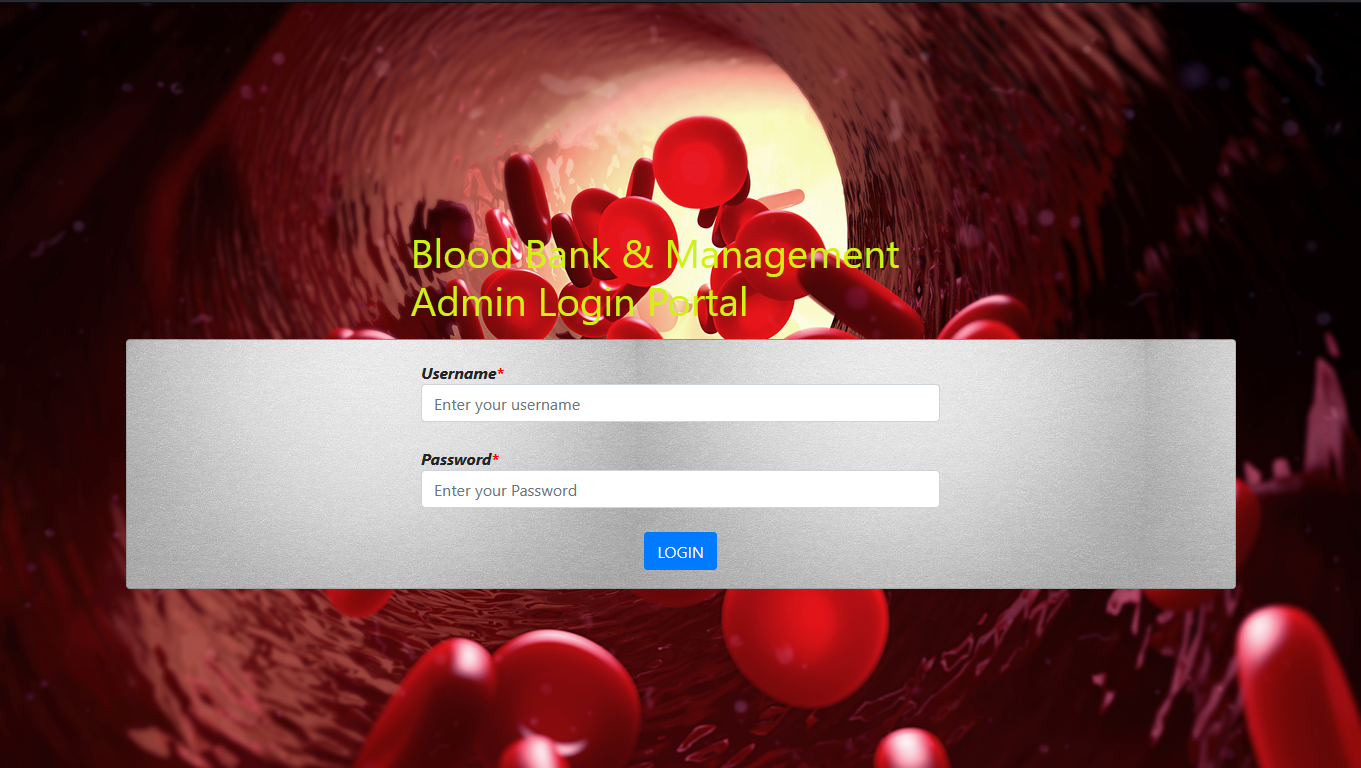 Blood Bank & Management
Admin Login Portal
Username*
Enter your username
Password*
Enter your Password
LOGIN